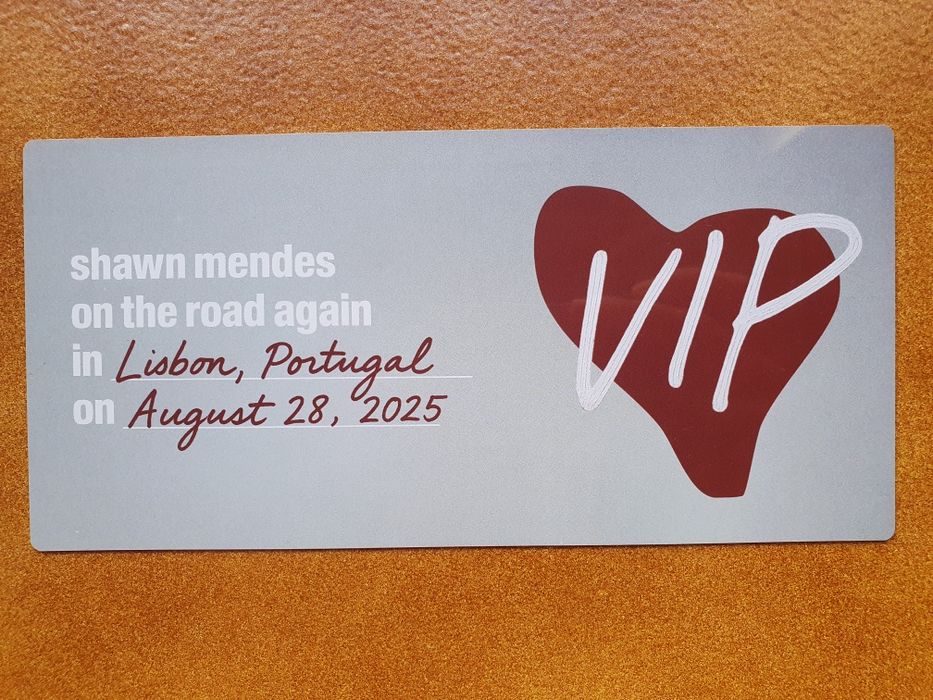 shawn mendes
on the road again
in Lisbon, Portugal
on August 28, 2025
VIP